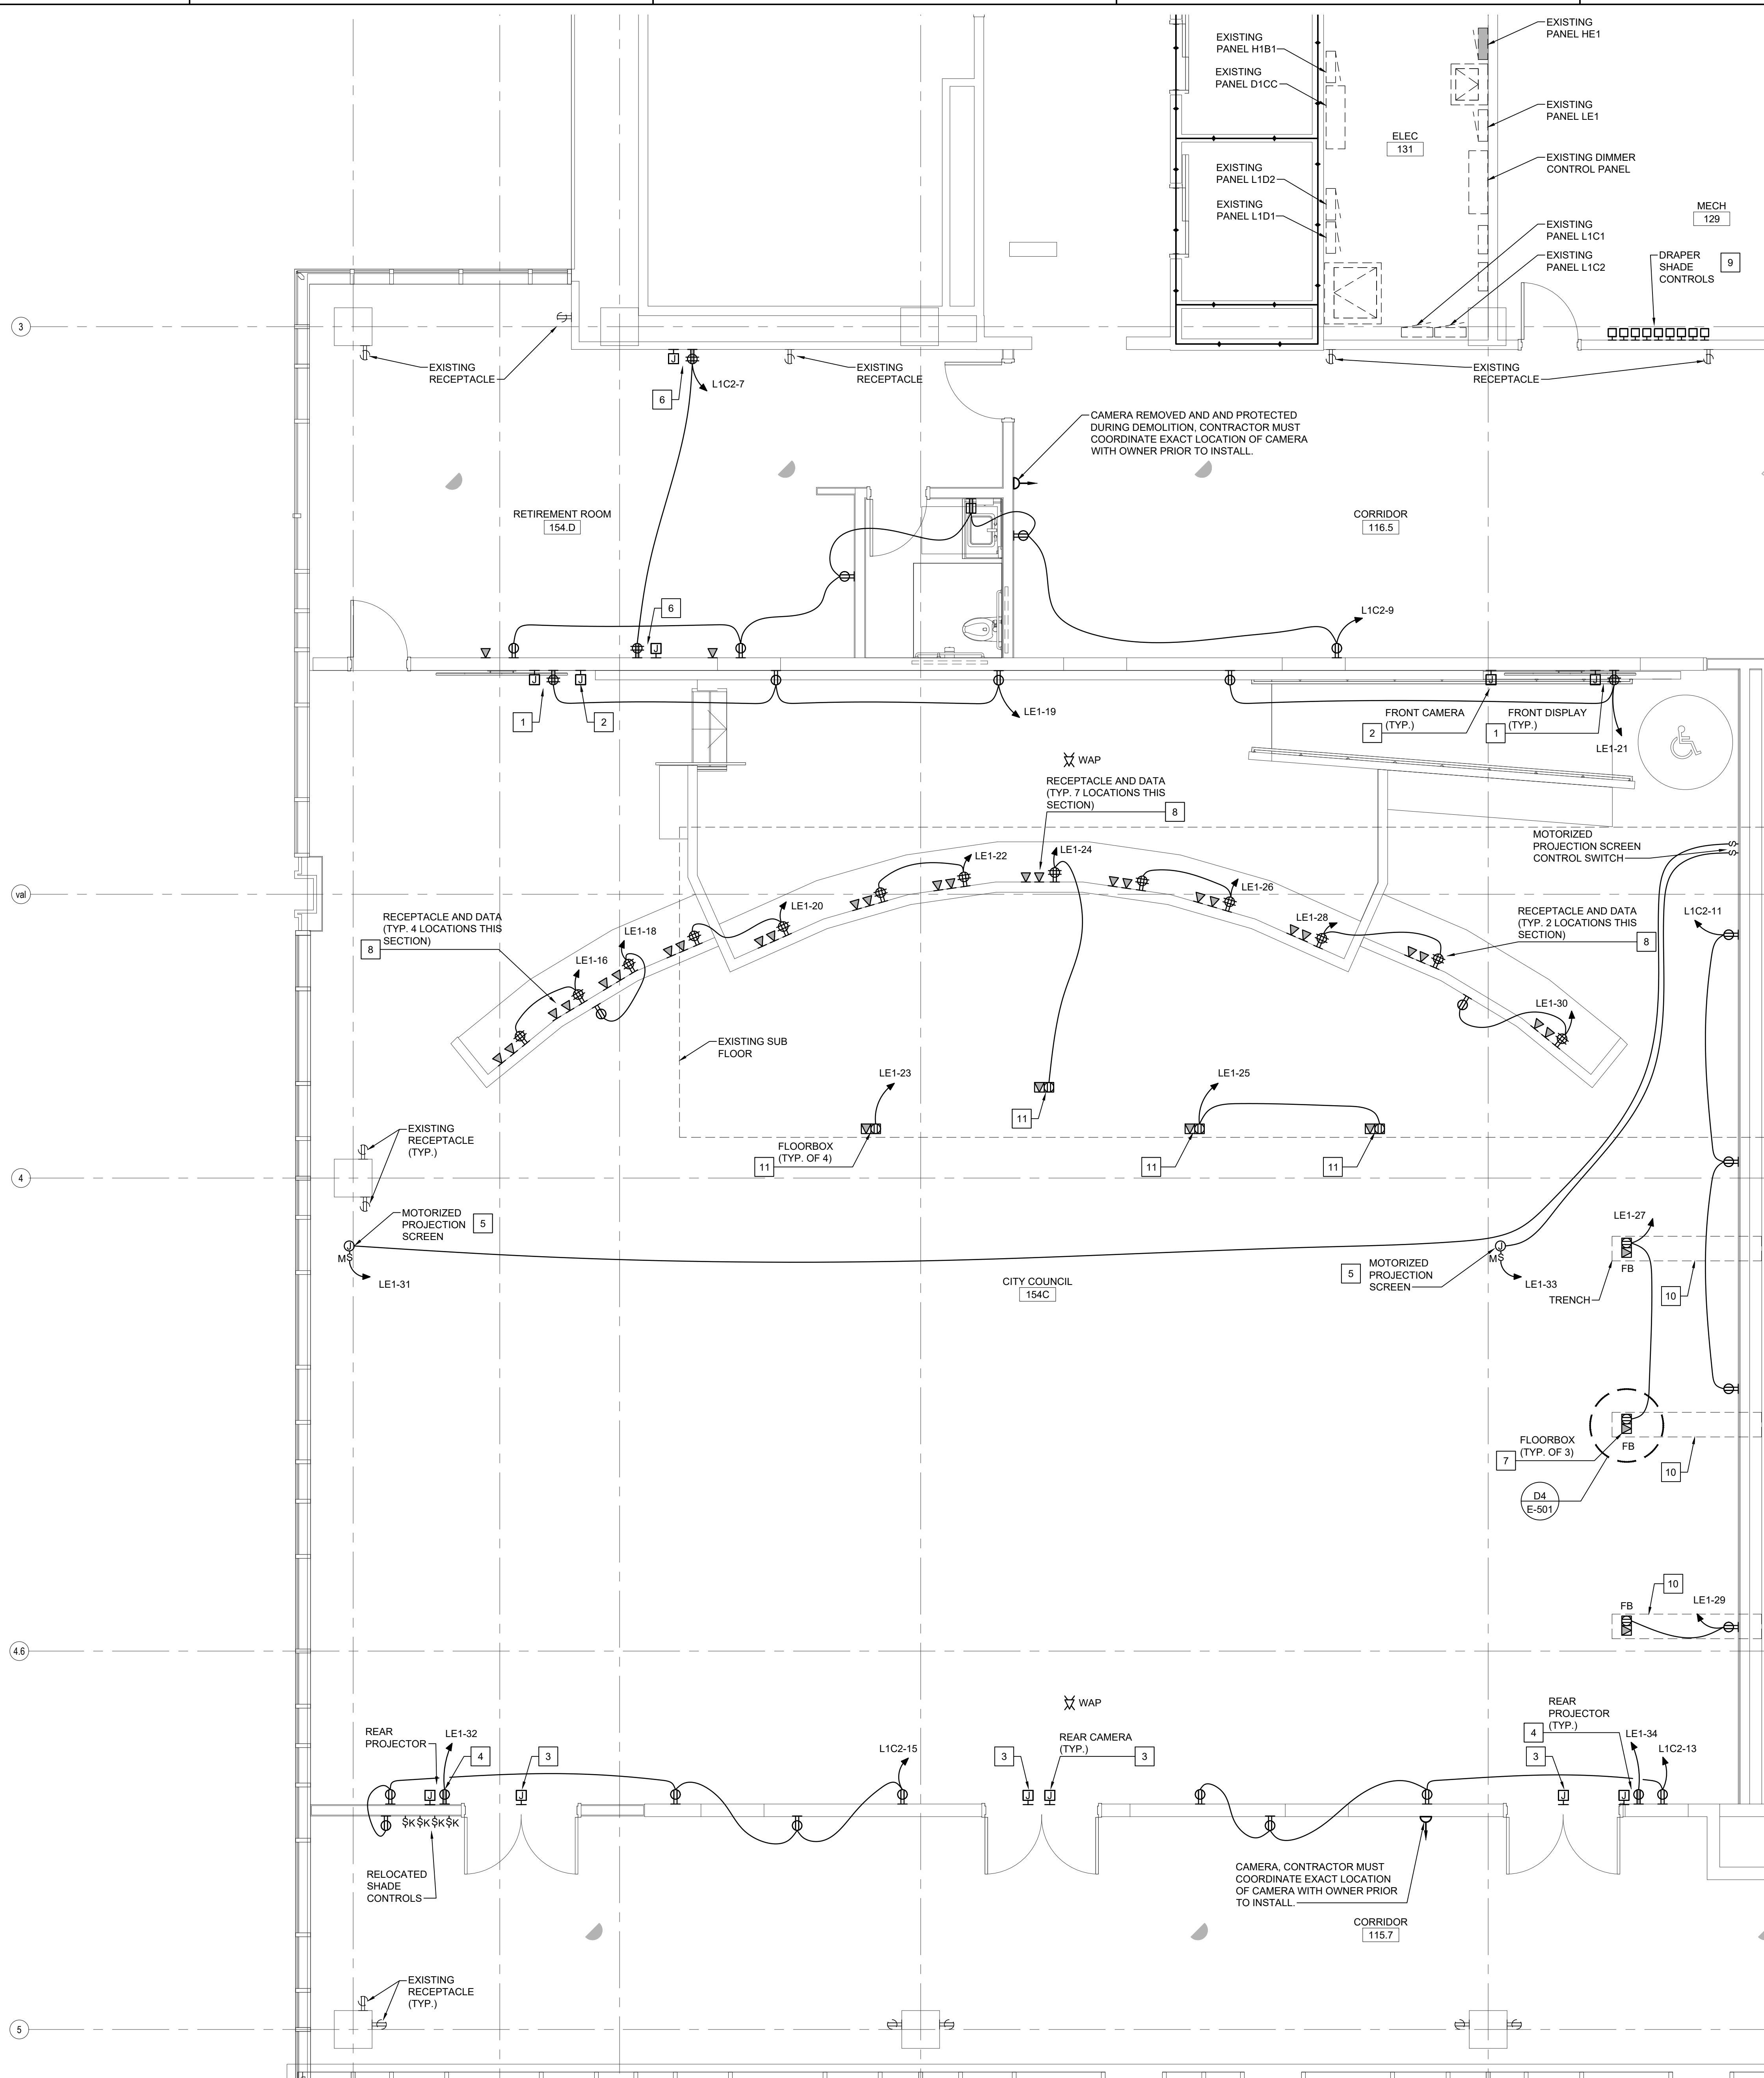 EXISTING
PANEL HE1
EXISTING
PANEL H1B1
EXISTING
PANEL D1CC
EXISTING
PANEL LE1
ELEC
131
EXISTING DIMMER
CONTROL PANEL
EXISTING
PANEL L1D2
EXISTING
PANEL L1D1
MECH
129
EXISTING
PANEL L1C1
EXISTING
PANEL L1C2
DRAPER
SHADE
CONTROLS
9
3
EXISTING
RECEPTACLE
J
6
L1C2-7
EXISTING
RECEPTACLE
EXISTING
RECEPTACLE
CAMERA REMOVED AND AND PROTECTED
DURING DEMOLITION, CONTRACTOR MUST
COORDINATE EXACT LOCATION OF CAMERA
WITH OWNER PRIOR TO INSTALL.
RETIREMENT ROOM
154.D
CORRIDOR
116.5
6
J
L1C2-9
J
J
J
J
1
2
LE1-19
2
FRONT CAMERA
(TYP.)
1
FRONT DISPLAY
(TYP.)
LE1-21
WAP
RECEPTACLE AND DATA
(TYP. 7 LOCATIONS THIS
SECTION)
8
MOTORIZED
PROJECTION SCREEN
CONTROL SWITCH
S
S
val
LE1-22
LE1-24
LE1-26
LE1-20
LE1-28
LE1-18
LE1-16
RECEPTACLE AND DATA
(TYP. 4 LOCATIONS THIS
SECTION)
8
RECEPTACLE AND DATA
(TYP. 2 LOCATIONS THIS
SECTION)
8
L1C2-11
LE1-30
EXISTING SUB
FLOOR
LE1-23
LE1-25
11
FLOORBOX
(TYP. OF 4)
11
11
11
EXISTING
RECEPTACLE
(TYP.)
4
MOTORIZED
PROJECTION
SCREEN
5
J
MS
LE1-31
CITY COUNCIL
154C
5
MOTORIZED
PROJECTION
SCREEN
J
MS
LE1-33
LE1-27
FB
TRENCH
10
FLOORBOX
(TYP. OF 3)
7
FB
10
D4
E-501
10
FB
LE1-29
4.6
WAP
REAR
PROJECTOR
LE1-32
4
3
L1C2-15
3
REAR CAMERA
(TYP.)
3
REAR
PROJECTOR
(TYP.)
4
3
LE1-34
L1C2-13
J
J
J
J
J
J
$K$K$K$K
RELOCATED
SHADE
CONTROLS
CAMERA, CONTRACTOR MUST
COORDINATE EXACT LOCATION
OF CAMERA WITH OWNER PRIOR
TO INSTALL.
CORRIDOR
115.7
EXISTING
RECEPTACLE
(TYP.)
5